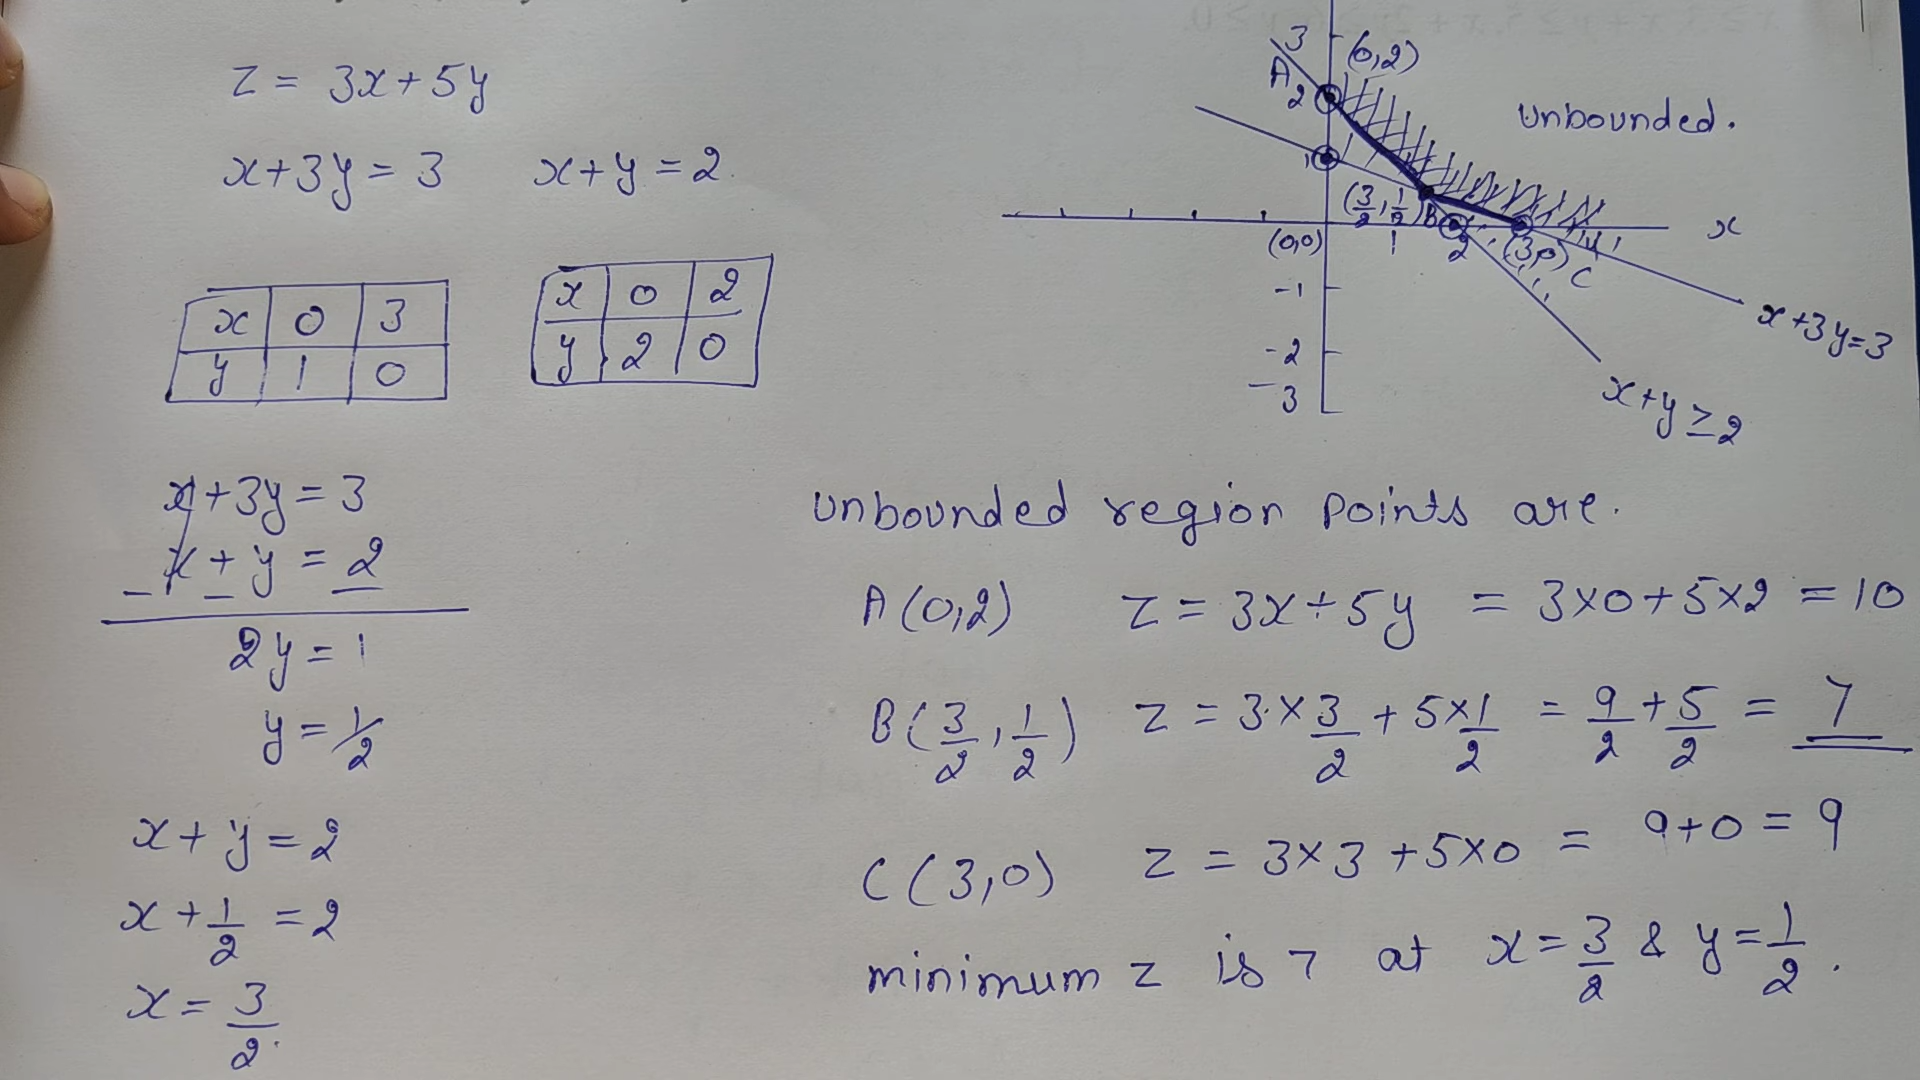 z = 3x + 5y
x+3y = 3 x+y = 2.
x 0 3
y 1 0
x 0 2
y 2 0
x+3y = 3
x + y = 2
2y = 1
y = 1/2
x + y = 2
x + 1/2 = 2
x = 3/2.
3
(0,2)
A
2
unbounded.
1
(3/2, 1/2) B
x
(0,0)
1
2
(3,0)
C
-1
-2
-3
x+3y=3
x+y ≥ 2
unbounded region points are.
A (0,2) z = 3x + 5y = 3×0+5×2 = 10
B (3/2, 1/2) z = 3×3/2 + 5×1/2 = 9/2 + 5/2 = 7
C (3,0) z = 3×3 + 5×0 = 9+0 = 9
minimum z is 7 at x = 3/2 & y = 1/2.